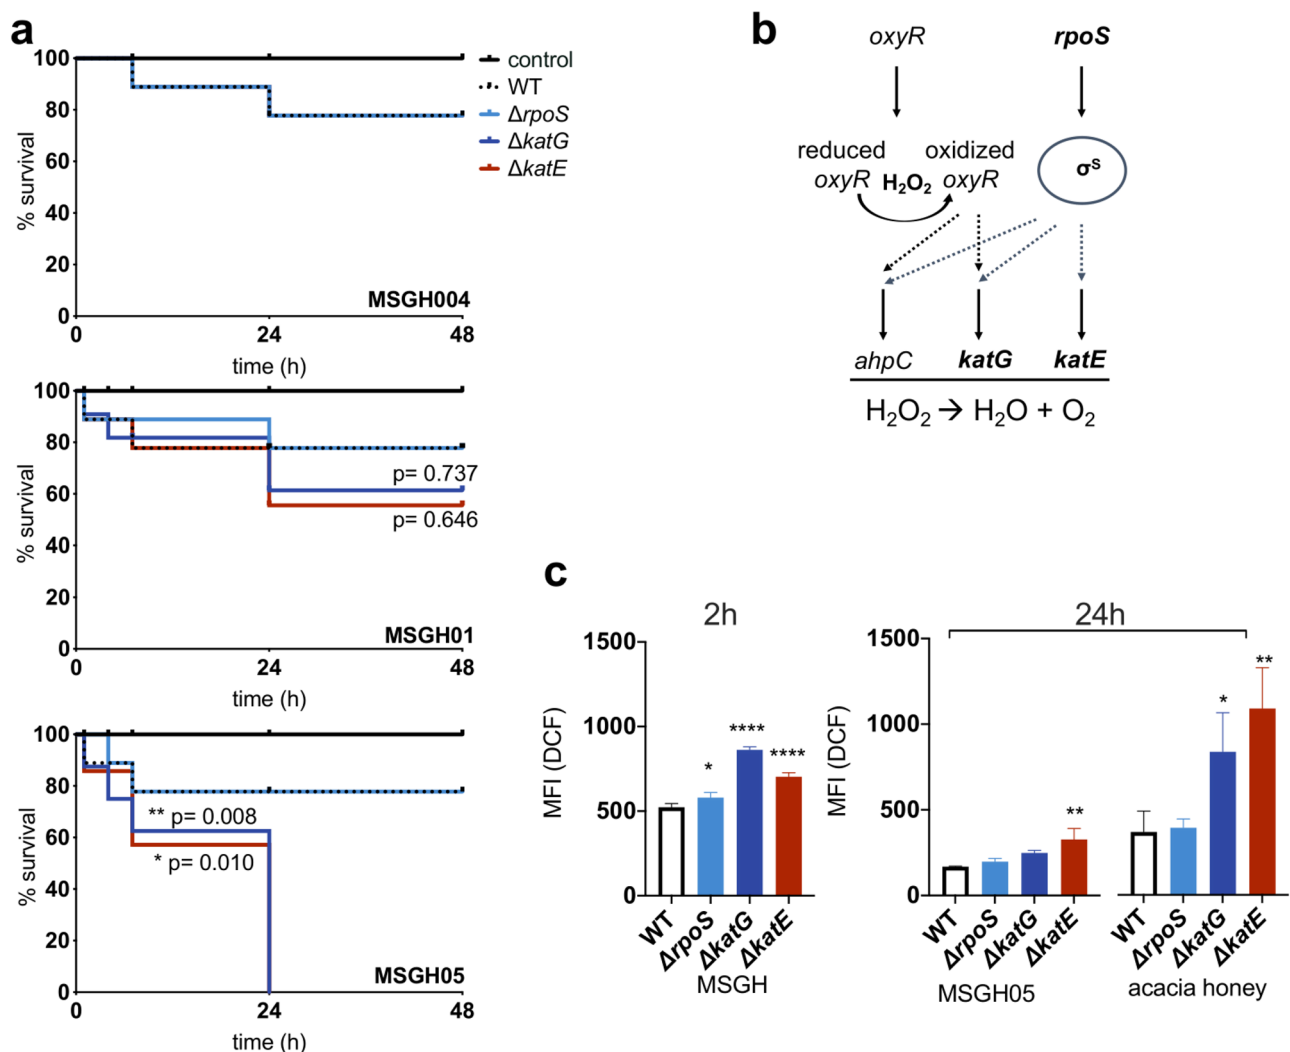 a
100
80
60
40
20
0
% survival
0
24
48
time (h)
MSGH004
control
WT
ΔrpoS
ΔkatG
ΔkatE
100
80
60
40
20
0
% survival
p= 0.737
p= 0.646
MSGH01
0
24
48
time (h)
100
80
60
40
20
0
% survival
** p= 0.008
* p= 0.010
MSGH05
0
24
48
time (h)
b
oxyR
rpoS
reduced
oxyR
H₂O₂
oxidized
oxyR
σˢ
ahpC
katG
katE
H₂O₂ → H₂O + O₂
c
2h
1500
1000
500
0
MFI (DCF)
*
****
****
WT
ΔrpoS
ΔkatG
ΔkatE
MSGH
24h
1500
1000
500
0
MFI (DCF)
**
*
**
WT
ΔrpoS
ΔkatG
ΔkatE
MSGH05
WT
ΔrpoS
ΔkatG
ΔkatE
acacia honey